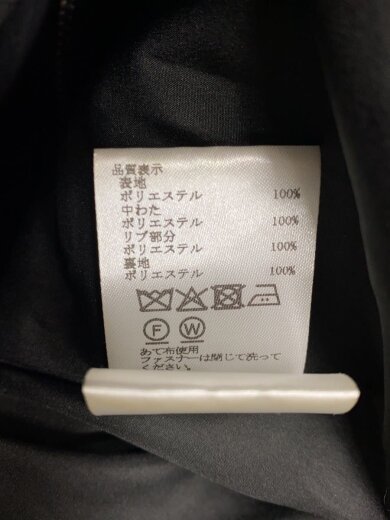 品質表示
表地
ポリエステル 100%
中わた
ポリエステル 100%
リブ部分
ポリエステル 100%
裏地
ポリエステル 100%
F W
あて布使用
ファスナーは閉じて洗って
ください。